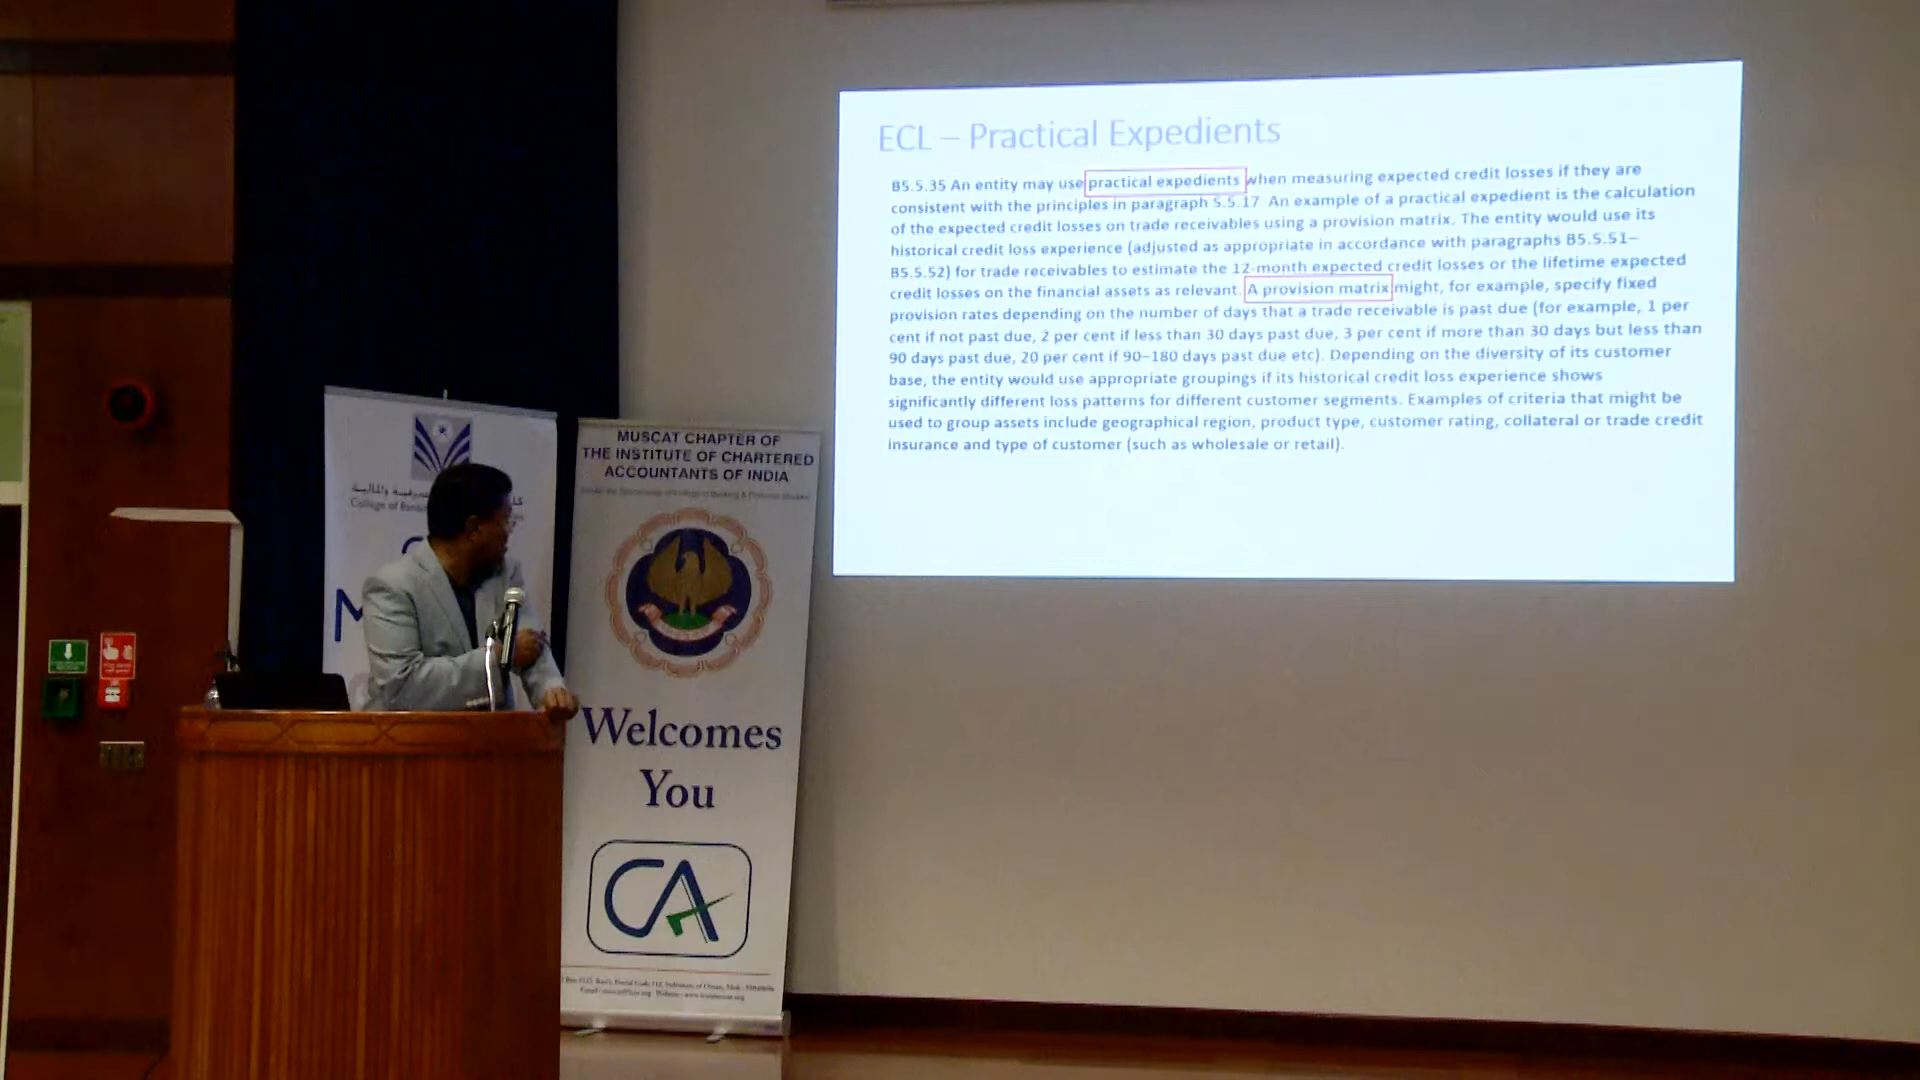 ECL – Practical Expedients
B5.5.35 An entity may use practical expedients when measuring expected credit losses if they are
consistent with the principles in paragraph 5.5.17 An example of a practical expedient is the calculation
of the expected credit losses on trade receivables using a provision matrix. The entity would use its
historical credit loss experience (adjusted as appropriate in accordance with paragraphs B5.5.51–
B5.5.52) for trade receivables to estimate the 12-month expected credit losses or the lifetime expected
credit losses on the financial assets as relevant. A provision matrix might, for example, specify fixed
provision rates depending on the number of days that a trade receivable is past due (for example, 1 per
cent if not past due, 2 per cent if less than 30 days past due, 3 per cent if more than 30 days but less than
90 days past due, 20 per cent if 90–180 days past due etc). Depending on the diversity of its customer
base, the entity would use appropriate groupings if its historical credit loss experience shows
significantly different loss patterns for different customer segments. Examples of criteria that might be
used to group assets include geographical region, product type, customer rating, collateral or trade credit
insurance and type of customer (such as wholesale or retail).
College of
M
MUSCAT CHAPTER OF
THE INSTITUTE OF CHARTERED
ACCOUNTANTS OF INDIA
Welcomes
You
CA